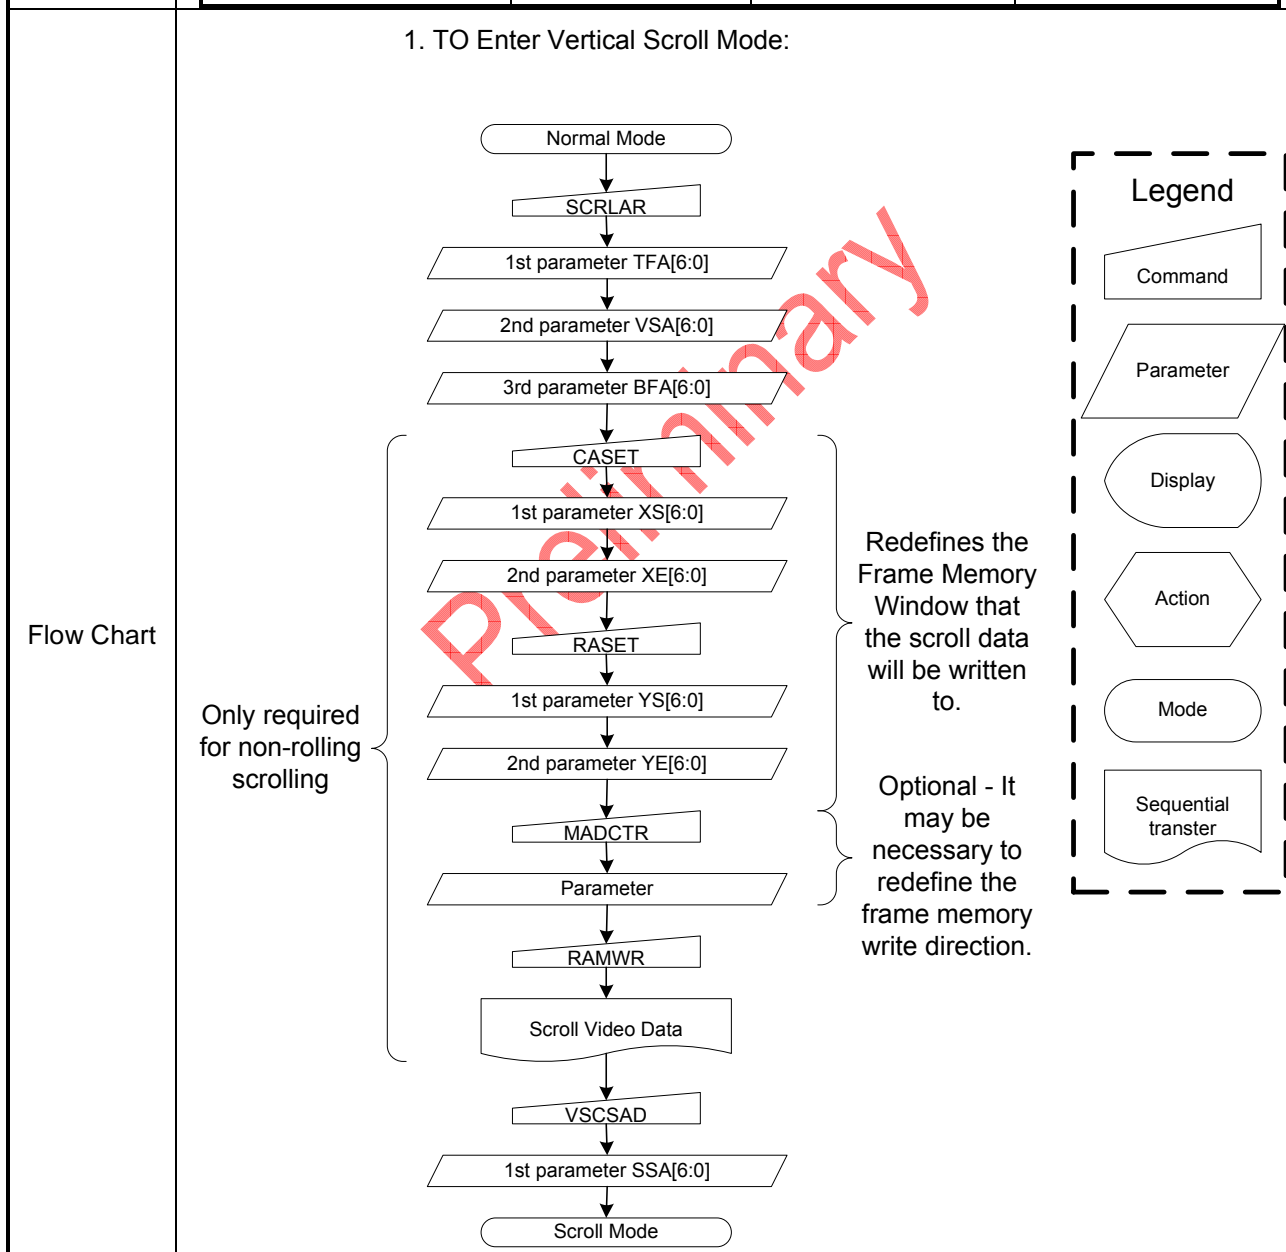 1. TO Enter Vertical Scroll Mode:
Flow Chart
Normal Mode
SCRLAR
1st parameter TFA[6:0]
2nd parameter VSA[6:0]
3rd parameter BFA[6:0]
CASET
1st parameter XS[6:0]
2nd parameter XE[6:0]
RASET
1st parameter YS[6:0]
2nd parameter YE[6:0]
MADCTR
Parameter
RAMWR
Scroll Video Data
VSCSAD
1st parameter SSA[6:0]
Scroll Mode
Only required
for non-rolling
scrolling
Redefines the
Frame Memory
Window that
the scroll data
will be written
to.
Optional - It
may be
necessary to
redefine the
frame memory
write direction.
Legend
Command
Parameter
Display
Action
Mode
Sequential
transter
Preliminary